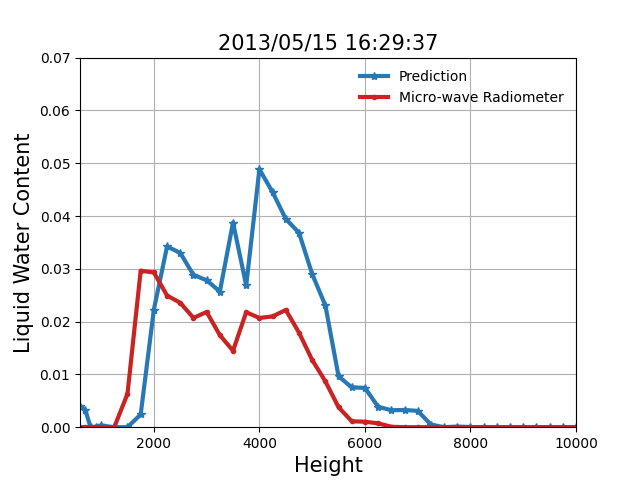 2013/05/15 16:29:37
0.07
0.06
0.05
0.04
0.03
0.02
0.01
0.00
Liquid Water Content
Prediction
Micro-wave Radiometer
2000 4000 6000 8000 10000
Height